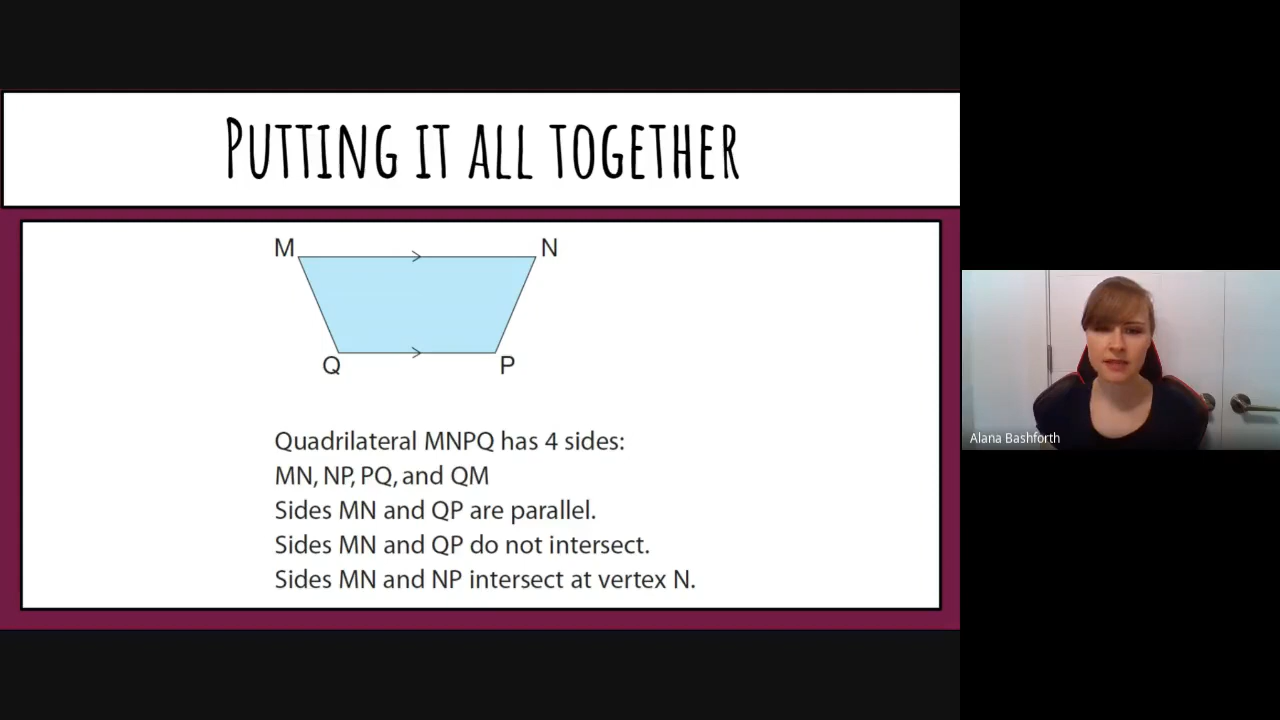 PUTTING IT ALL TOGETHER
M N
Q P
Quadrilateral MNPQ has 4 sides:
MN, NP, PQ, and QM
Sides MN and QP are parallel.
Sides MN and QP do not intersect.
Sides MN and NP intersect at vertex N.
Alana Bashforth